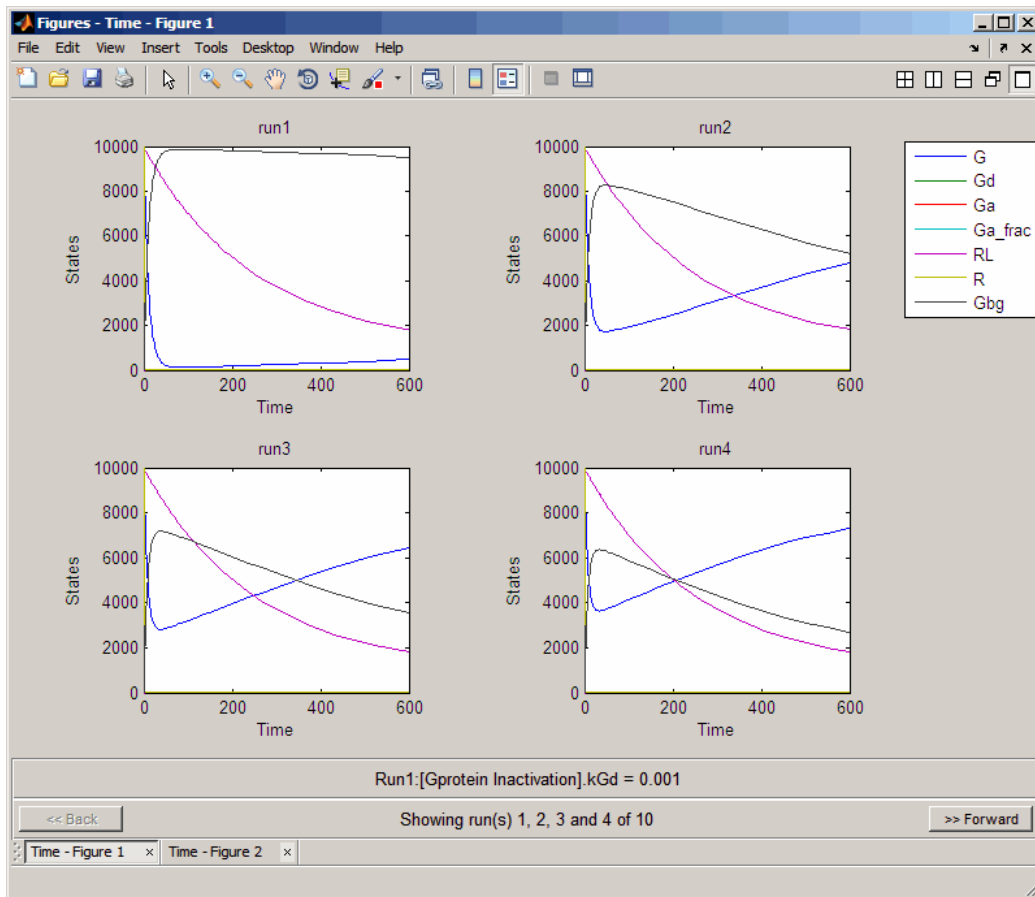 Figures - Time - Figure 1
File Edit View Insert Tools Desktop Window Help
run1
10000
8000
6000
4000
2000
0
States
0 200 400 600
Time
run2
10000
8000
6000
4000
2000
0
States
0 200 400 600
Time
G
Gd
Ga
Ga_frac
RL
R
Gbg
run3
10000
8000
6000
4000
2000
0
States
0 200 400 600
Time
run4
10000
8000
6000
4000
2000
0
States
0 200 400 600
Time
Run1:[Gprotein Inactivation].kGd = 0.001
<< Back Showing run(s) 1, 2, 3 and 4 of 10 >> Forward
Time - Figure 1 × Time - Figure 2 ×